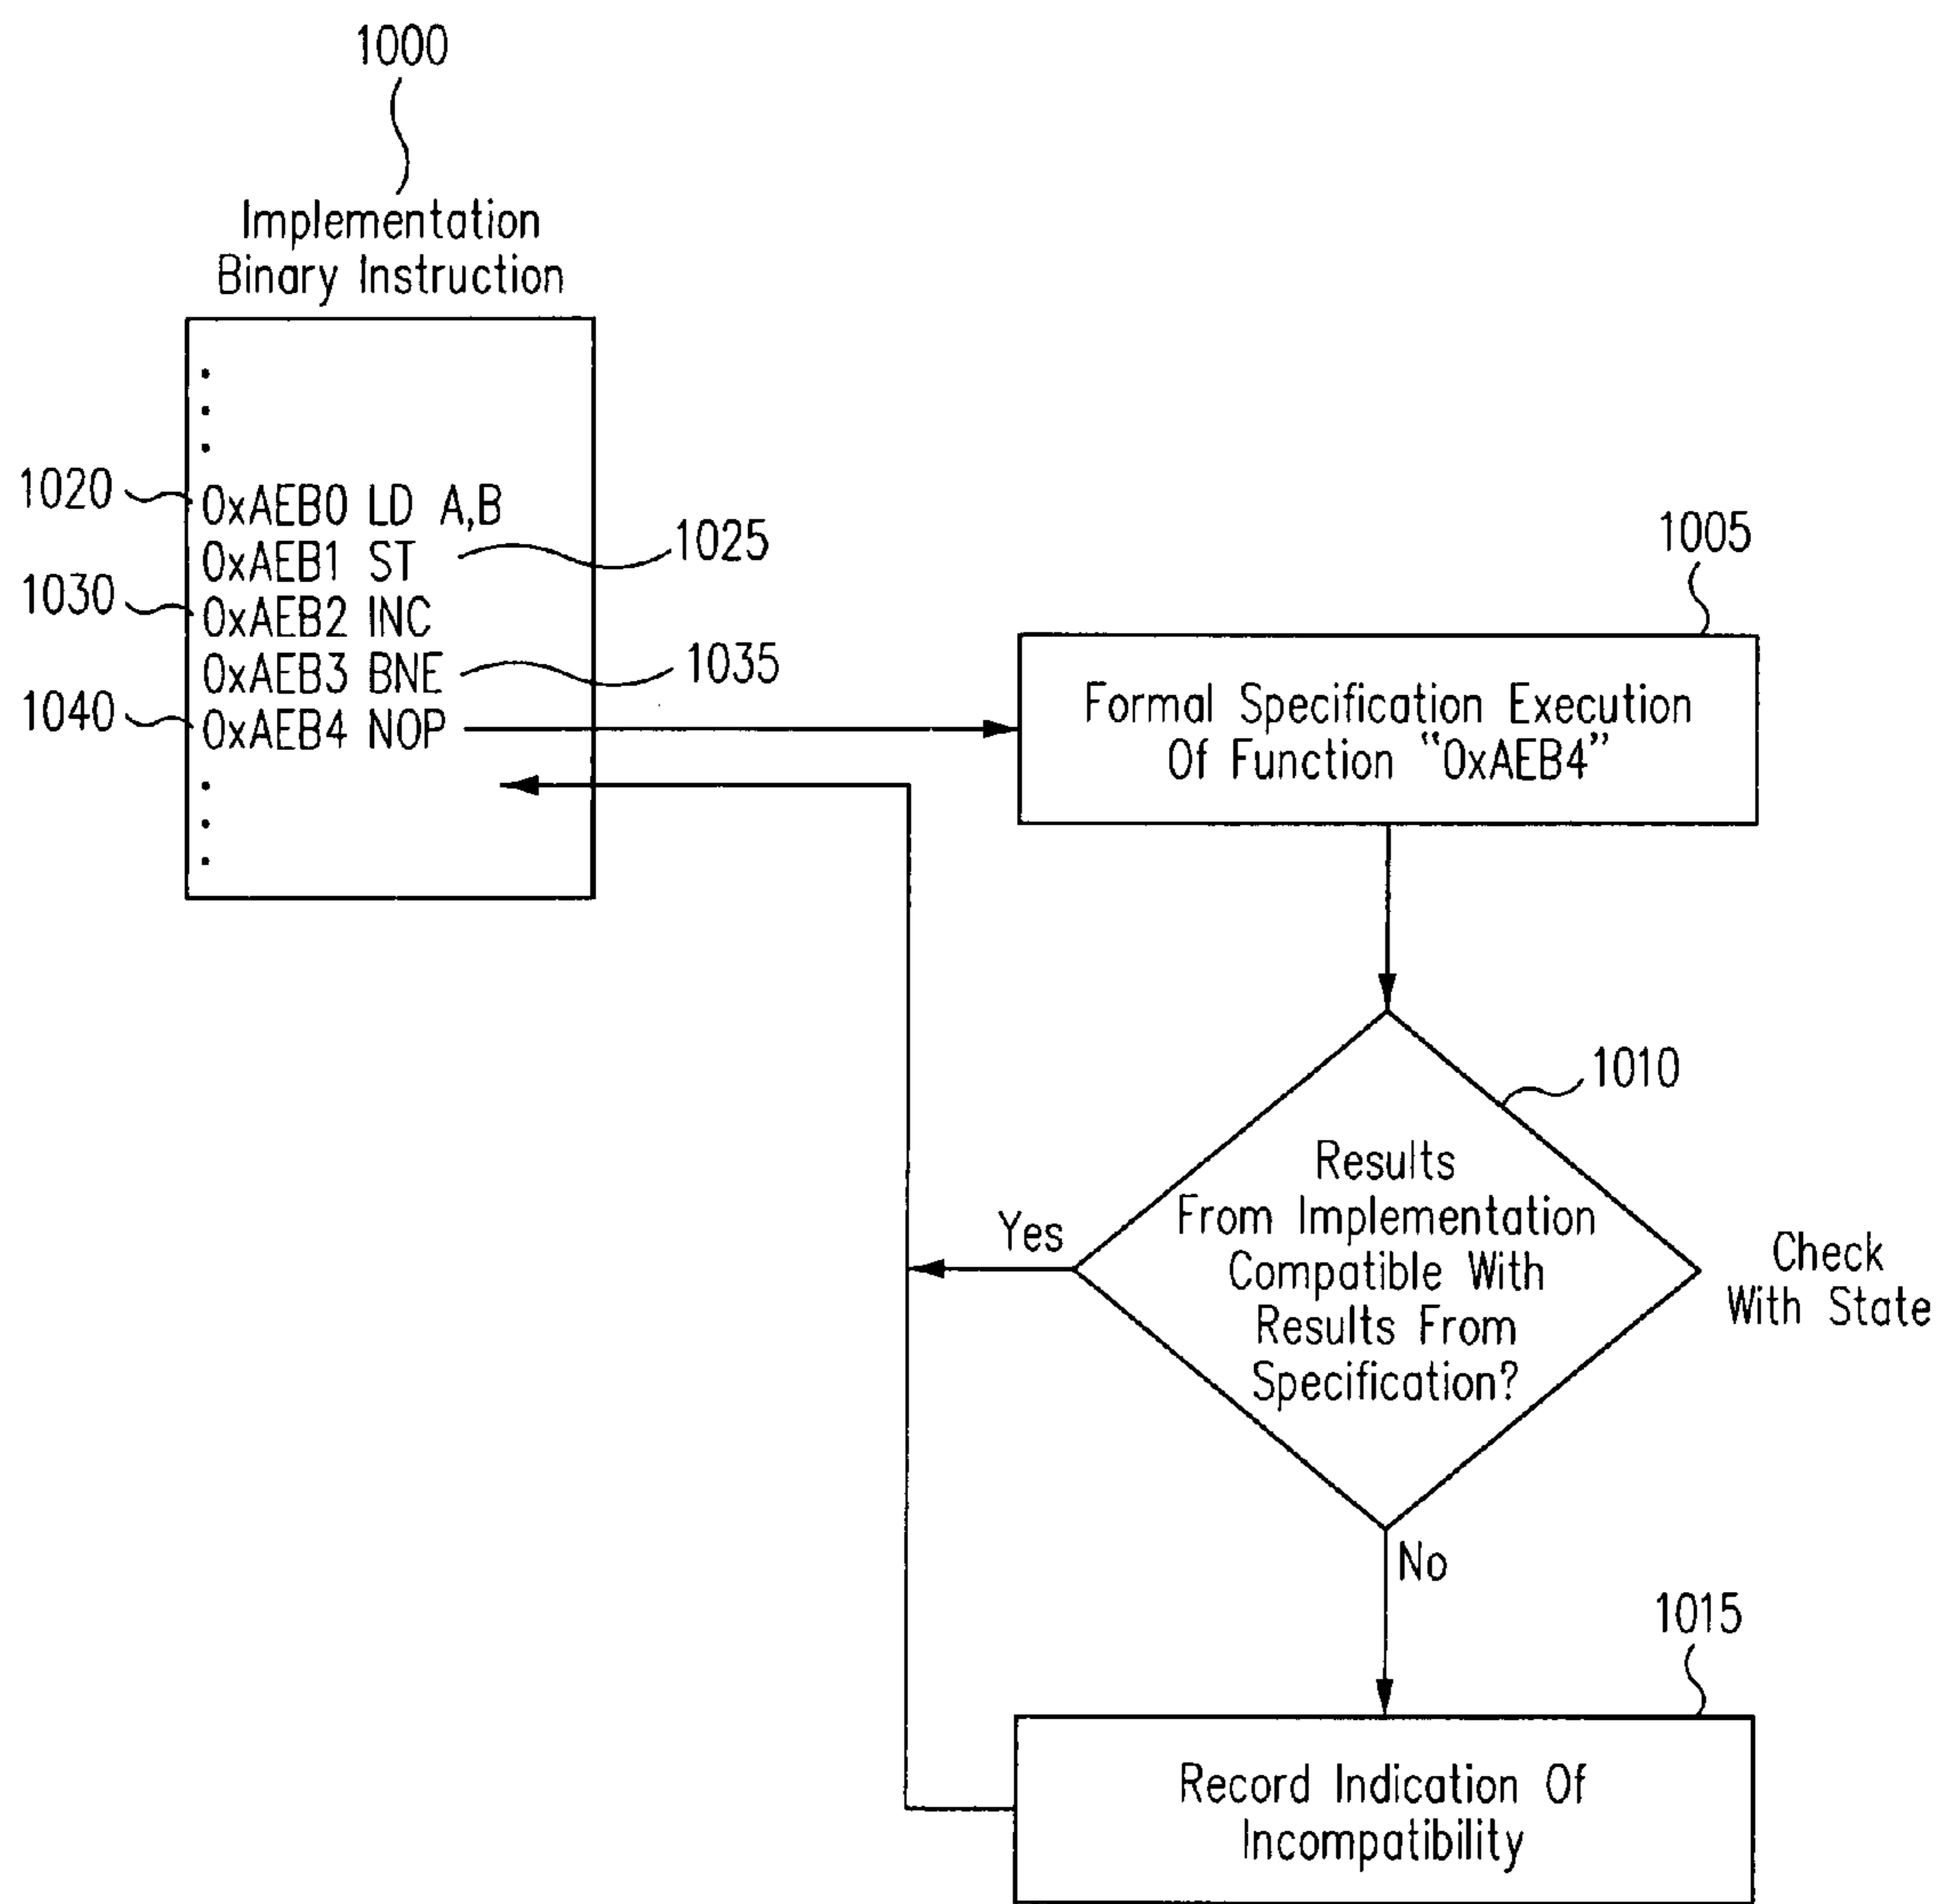 1000
Implementation
Binary Instruction
1020
0xAEB0 LD A,B
0xAEB1 ST
1025
1030
0xAEB2 INC
0xAEB3 BNE
1035
1040
0xAEB4 NOP
1005
Formal Specification Execution
Of Function "0xAEB4"
1010
Results
From Implementation
Compatible With
Results From
Specification?
Yes
Check
With State
No
1015
Record Indication Of
Incompatibility